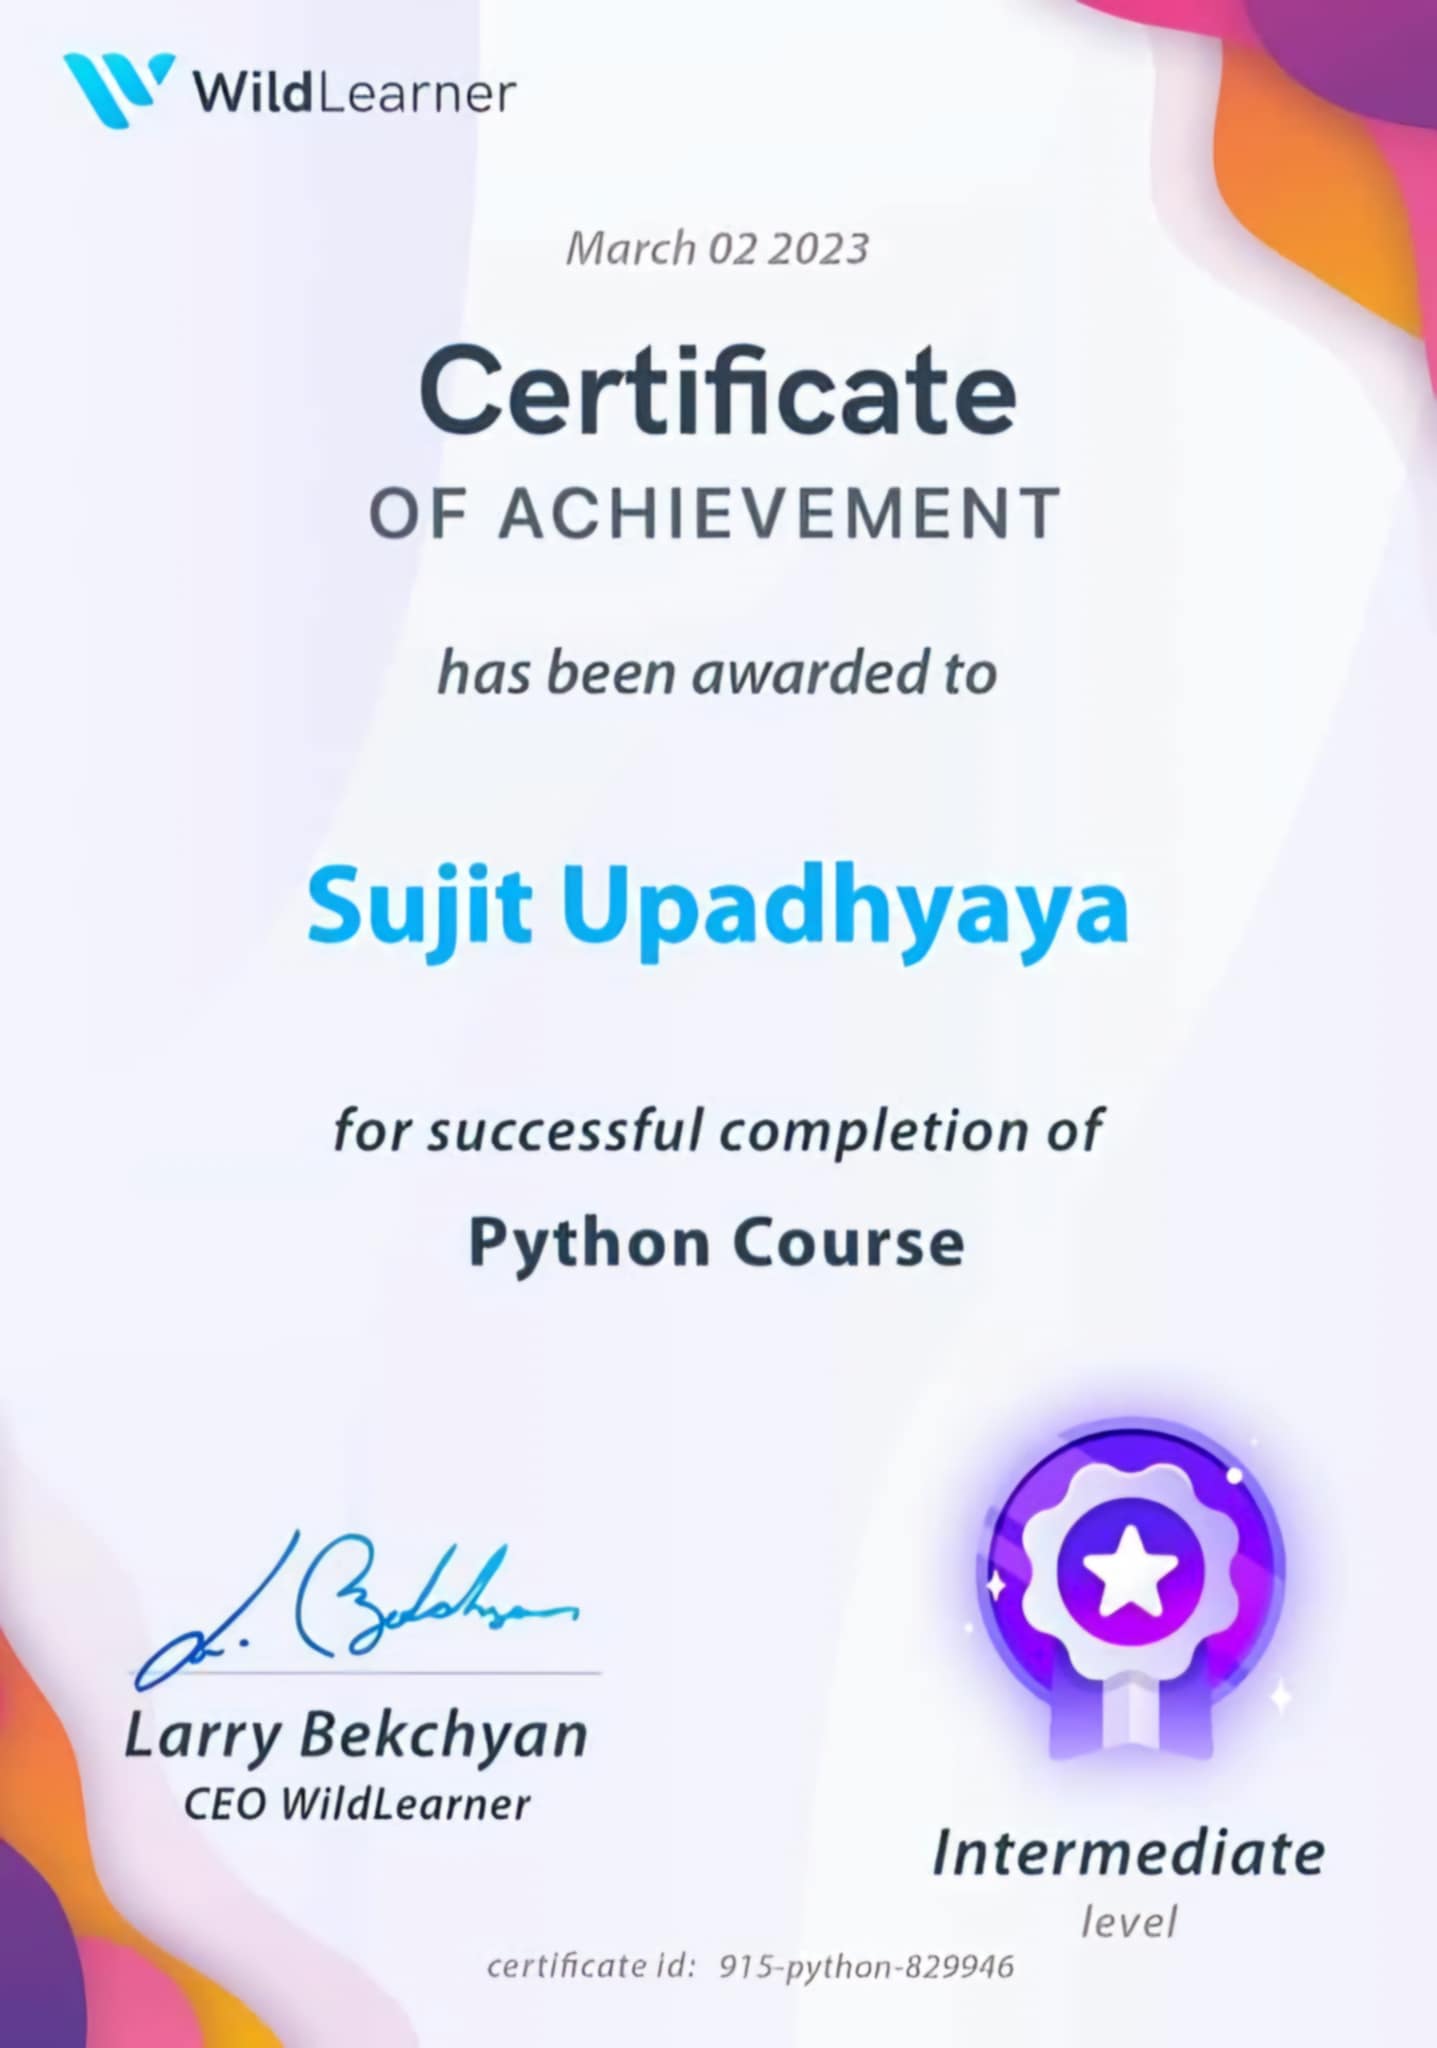 WildLearner
March 02 2023
Certificate
OF ACHIEVEMENT
has been awarded to
Sujit Upadhyaya
for successful completion of
Python Course
L. Bekchyan
Larry Bekchyan
CEO WildLearner
Intermediate
level
certificate id: 915-python-829946